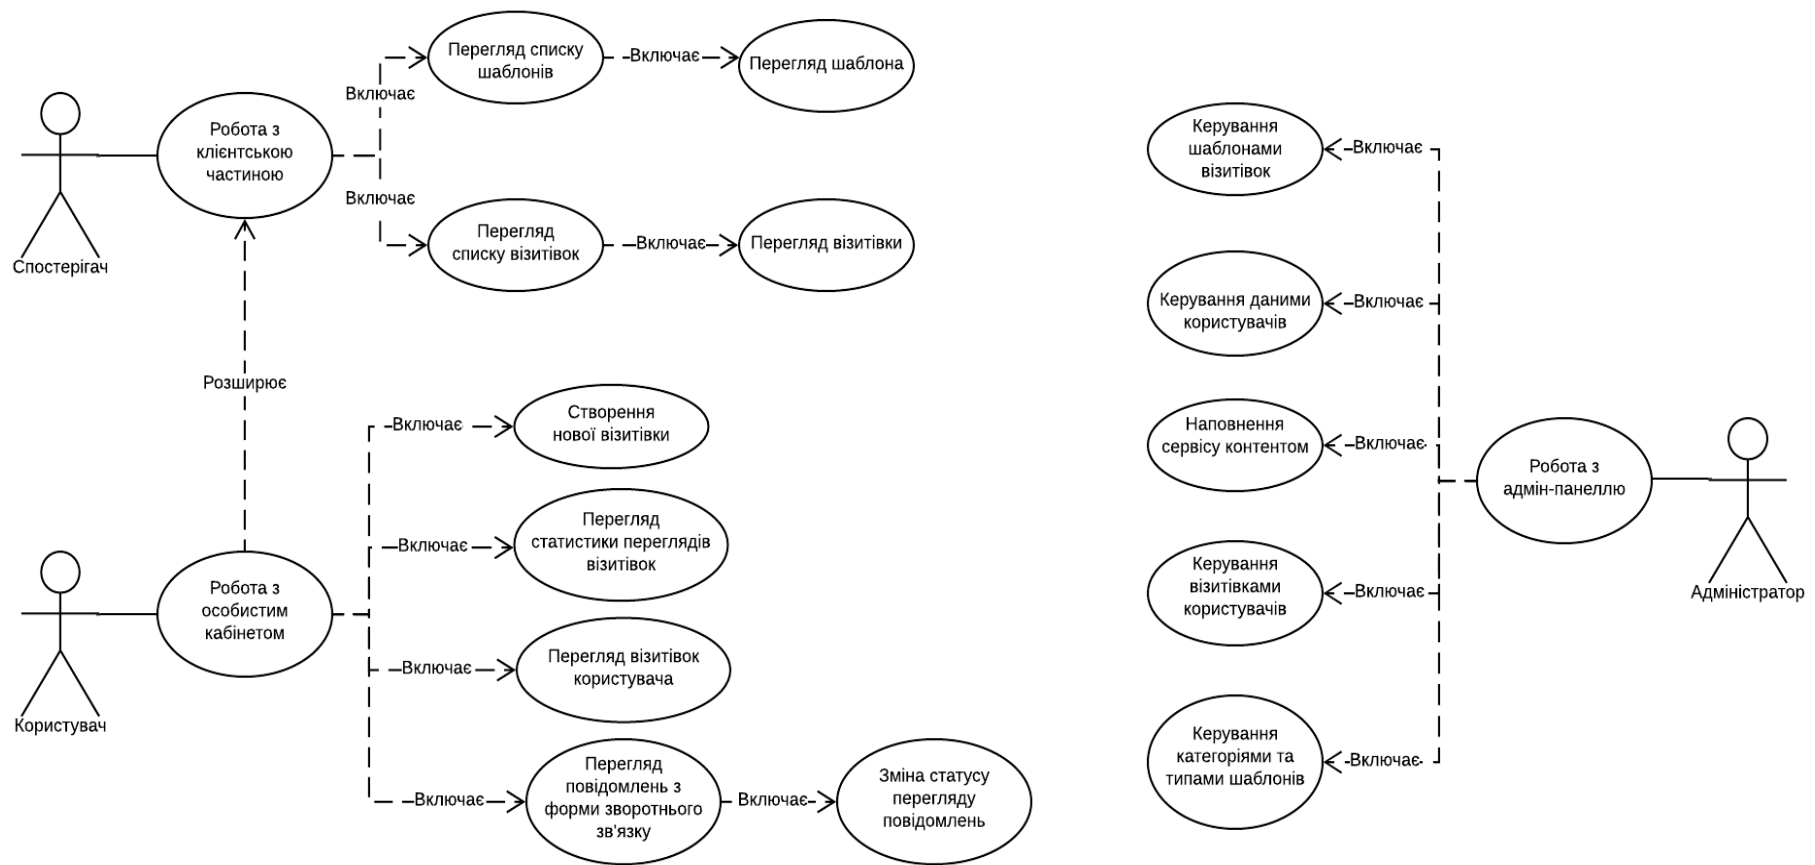 Перегляд списку
шаблонів
Включає
Перегляд шаблона
Включає
Робота з
клієнтською
частиною
Включає
Перегляд
списку візитівок
Включає
Перегляд візитівки
Спостерігач
Розширює
Включає
Створення
нової візитівки
Включає
Перегляд
статистики переглядів
візитівок
Робота з
особистим
кабінетом
Включає
Перегляд візитівок
користувача
Користувач
Включає
Перегляд
повідомлень з
форми зворотнього
зв'язку
Включає
Зміна статусу
перегляду
повідомлень
Керування
шаблонами
візитівок
Включає
Керування даними
користувачів
Включає
Наповнення
сервісу контентом
Включає
Робота з
адмін-панеллю
Керування
візитівками
користувачів
Включає
Адміністратор
Керування
категоріями та
типами шаблонів
Включає